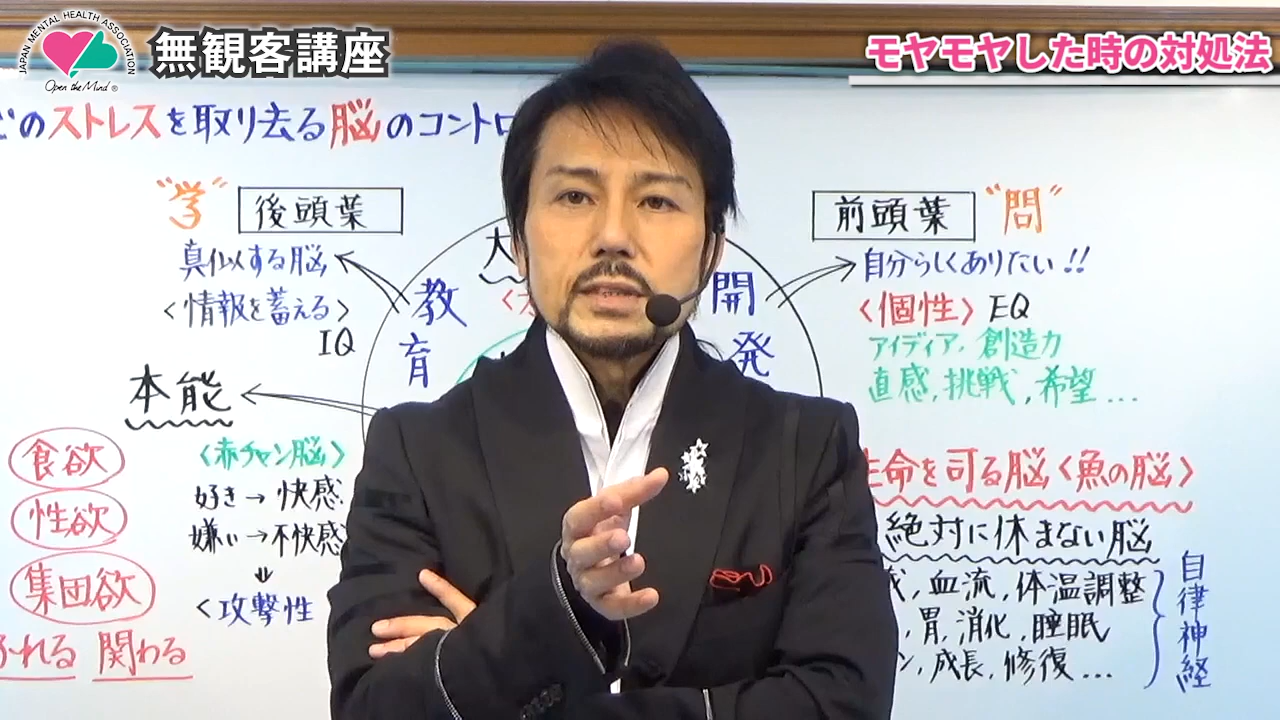 JAPAN MENTAL HEALTH ASSOCIATION
Open the Mind ®
無観客講座
モヤモヤした時の対処法
のストレスを取り去る脳のコントロ
"学"
後頭葉
真似する脳
〈情報を蓄える〉
IQ
教育
開発
前頭葉
"問"
自分らしくありたい!!
〈個性〉 EQ
アイディア、創造力
直感、挑戦、希望…
本能
〈赤チャン脳〉
食欲
好き→快感
性欲
嫌い→不快感
集団欲
〈攻撃性
れる 関わる
生命を司る脳〈魚の脳〉
絶対に休まない脳
、血流、体温調整
、胃、消化、睡眠
ン、成長、修復…
自律神経